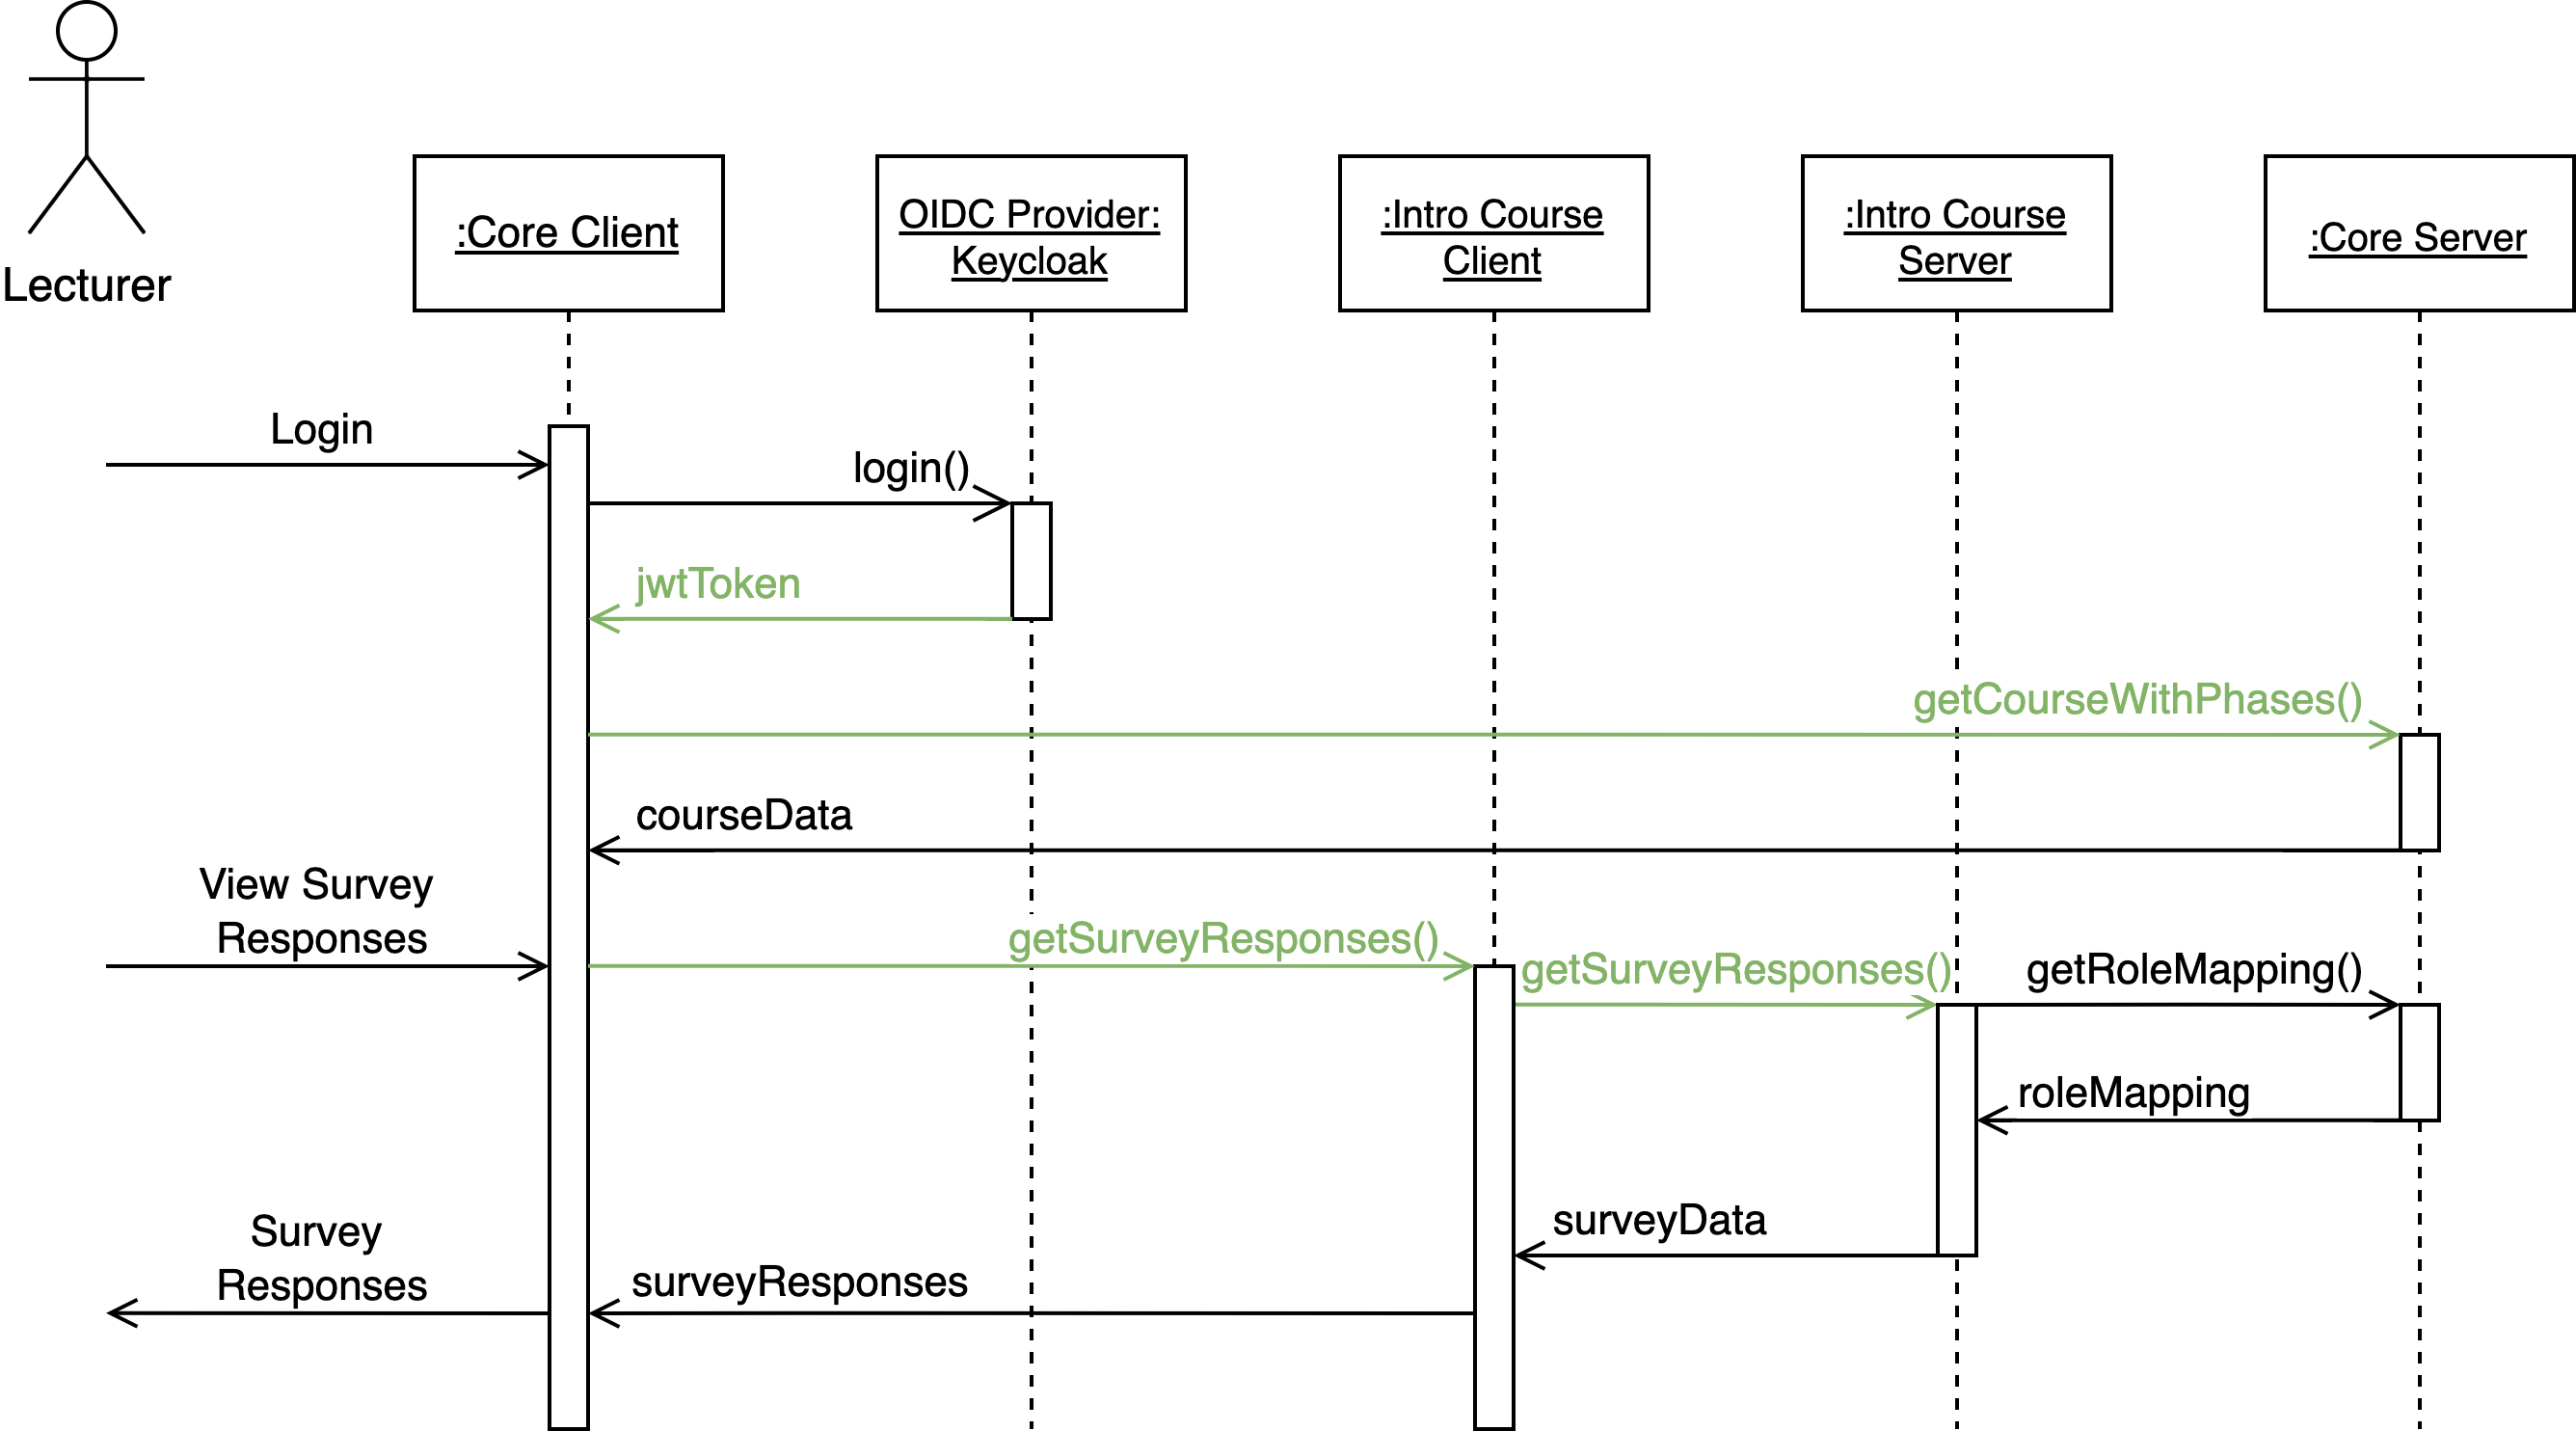 Lecturer
:Core Client
OIDC Provider:
Keycloak
:Intro Course
Client
:Intro Course
Server
:Core Server
Login
login()
jwtToken
getCourseWithPhases()
courseData
View Survey
Responses
getSurveyResponses()
getSurveyResponses()
getRoleMapping()
roleMapping
surveyData
Survey
Responses
surveyResponses